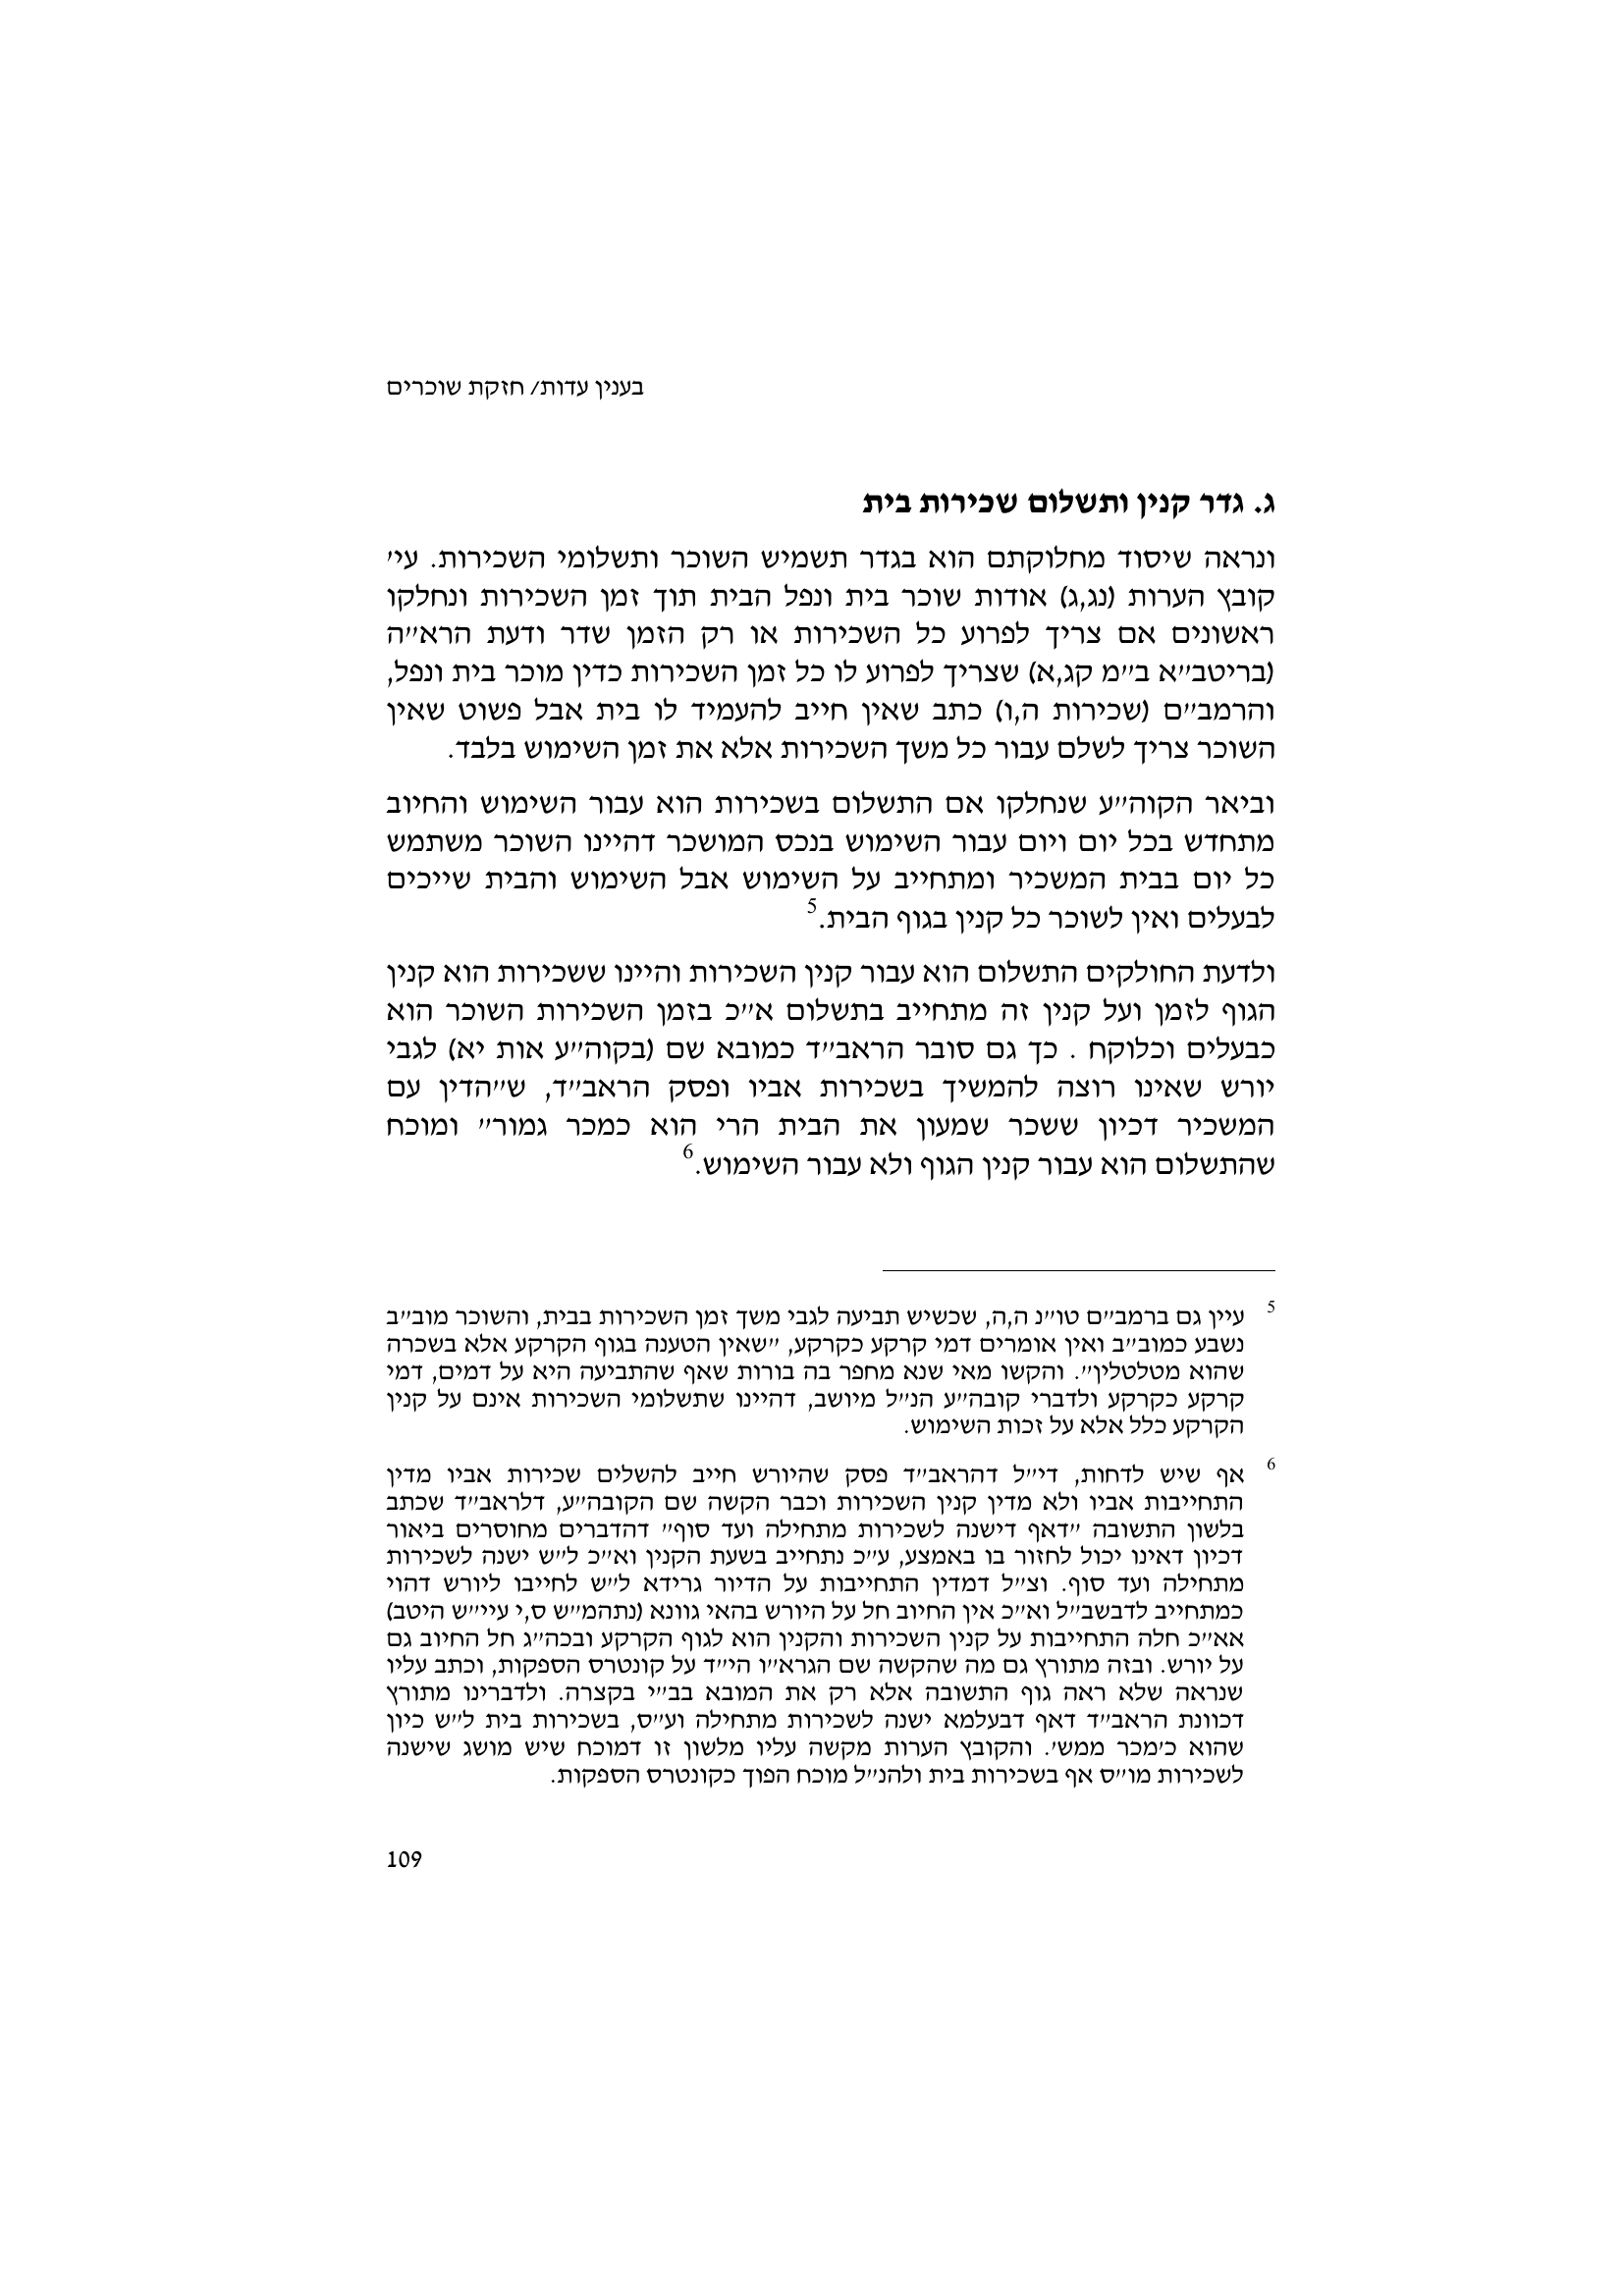 בענין עדות/ חזקת שוכרים
ג. גדר קנין ותשלום שכירות בית
ונראה שיסוד מחלוקתם הוא בגדר תשמיש השוכר ותשלומי השכירות. עי'
קובץ הערות (נג,ג) אודות שוכר בית ונפל הבית תוך זמן השכירות ונחלקו
ראשונים אם צריך לפרוע כל השכירות או רק הזמן שדר ודעת הרא"ה
(בריטב"א ב"מ קג,א) שצריך לפרוע לו כל זמן השכירות כדין מוכר בית ונפל,
והרמב"ם (שכירות ה,ו) כתב שאין חייב להעמיד לו בית אבל פשוט שאין
השוכר צריך לשלם עבור כל משך השכירות אלא את זמן השימוש בלבד.
וביאר הקוה"ע שנחלקו אם התשלום בשכירות הוא עבור השימוש והחיוב
מתחדש בכל יום ויום עבור השימוש בנכס המושכר דהיינו השוכר משתמש
כל יום בבית המשכיר ומתחייב על השימוש אבל השימוש והבית שייכים
לבעלים ואין לשוכר כל קנין בגוף הבית.5
ולדעת החולקים התשלום הוא עבור קנין השכירות והיינו ששכירות הוא קנין
הגוף לזמן ועל קנין זה מתחייב בתשלום א"כ בזמן השכירות השוכר הוא
כבעלים וכלוקח . כך גם סובר הראב"ד כמובא שם (בקוה"ע אות יא) לגבי
יורש שאינו רוצה להמשיך בשכירות אביו ופסק הראב"ד, ש"הדין עם
המשכיר דכיון ששכר שמעון את הבית הרי הוא כמכר גמור" ומוכח
שהתשלום הוא עבור קנין הגוף ולא עבור השימוש.6
5 עיין גם ברמב"ם טו"נ ה,ה, שכשיש תביעה לגבי משך זמן השכירות בבית, והשוכר מוב"ב
נשבע כמוב"ב ואין אומרים דמי קרקע כקרקע, "שאין הטענה בגוף הקרקע אלא בשכרה
שהוא מטלטלין". והקשו מאי שנא מחפר בה בורות שאף שהתביעה היא על דמים, דמי
קרקע כקרקע ולדברי קובה"ע הנ"ל מיושב, דהיינו שתשלומי השכירות אינם על קנין
הקרקע כלל אלא על זכות השימוש.
6 אף שיש לדחות, די"ל דהראב"ד פסק שהיורש חייב להשלים שכירות אביו מדין
התחייבות אביו ולא מדין קנין השכירות וכבר הקשה שם הקובה"ע, דלראב"ד שכתב
בלשון התשובה "דאף דישנה לשכירות מתחילה ועד סוף" דהדברים מחוסרים ביאור
דכיון דאינו יכול לחזור בו באמצע, ע"כ נתחייב בשעת הקנין וא"כ ל"ש ישנה לשכירות
מתחילה ועד סוף. וצ"ל דמדין התחייבות על הדיור גרידא ל"ש לחייבו ליורש דהוי
כמתחייב לדבשב"ל וא"כ אין החיוב חל על היורש בהאי גוונא (נתהמ"ש ס,י עיי"ש היטב)
אא"כ חלה התחייבות על קנין השכירות והקנין הוא לגוף הקרקע ובכה"ג חל החיוב גם
על יורש. ובזה מתורץ גם מה שהקשה שם הגרא"ו הי"ד על קונטרס הספקות, וכתב עליו
שנראה שלא ראה גוף התשובה אלא רק את המובא בב"י בקצרה. ולדברינו מתורץ
דכוונת הראב"ד דאף דבעלמא ישנה לשכירות מתחילה וע"ס, בשכירות בית ל"ש כיון
שהוא כ'מכר ממש'. והקובץ הערות מקשה עליו מלשון זו דמוכח שיש מושג שישנה
לשכירות מו"ס אף בשכירות בית ולהנ"ל מוכח הפוך כקונטרס הספקות.
109